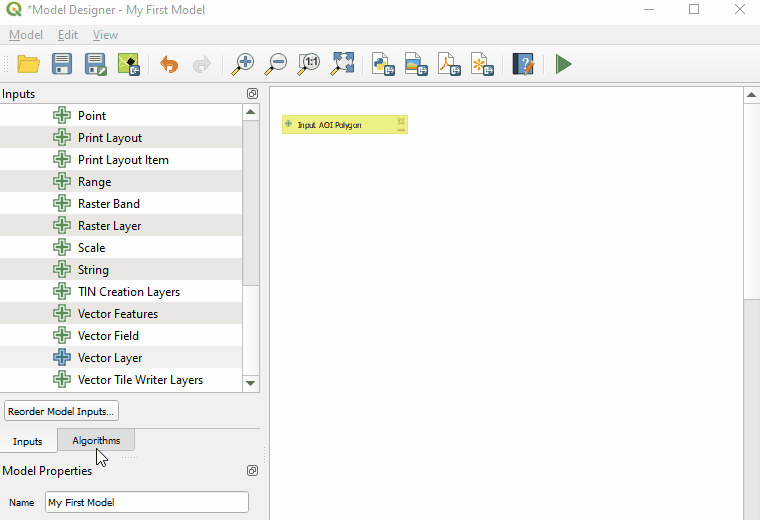 *Model Designer - My First Model
Model Edit View
1:1
Inputs
Input AOI Polygon
Point
Print Layout
Print Layout Item
Range
Raster Band
Raster Layer
Scale
String
TIN Creation Layers
Vector Features
Vector Field
Vector Layer
Vector Tile Writer Layers
Reorder Model Inputs...
Inputs Algorithms
Model Properties
Name My First Model